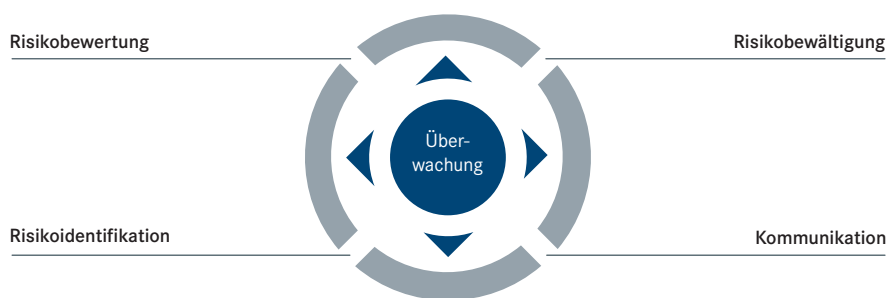 Risikobewertung
Risikobewältigung
Über-
wachung
Risikoidentifikation
Kommunikation